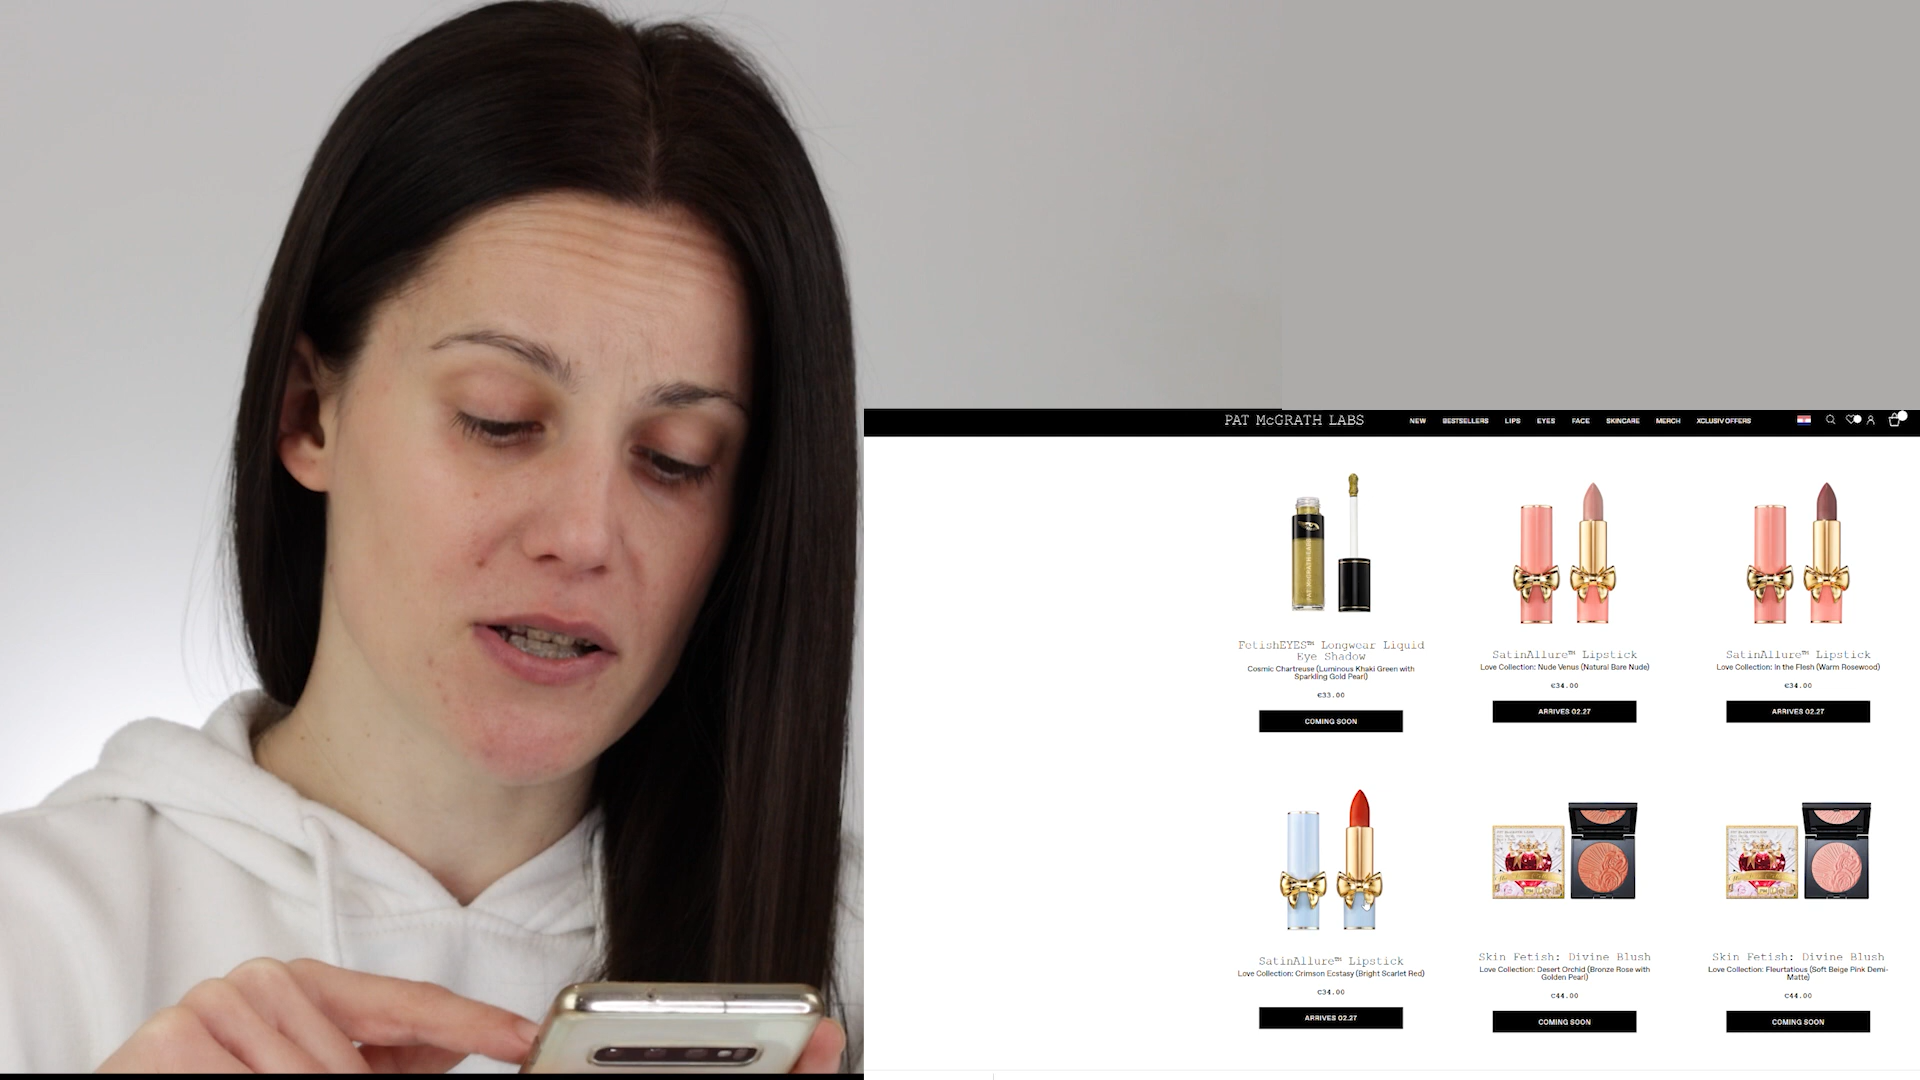 PAT McGRATH LABS
NEW BESTSELLERS LIPS EYES FACE SKINCARE MERCH XCLUSIV OFFERS
FetishEYES™ Longwear Liquid
Eye Shadow
Cosmic Chartreuse (Luminous Khaki Green with
Sparkling Gold Pearl)
€33.00
COMING SOON
SatinAllure™ Lipstick
Love Collection: Nude Venus (Natural Bare Nude)
€34.00
ARRIVES 02.27
SatinAllure™ Lipstick
Love Collection: In the Flesh (Warm Rosewood)
€34.00
ARRIVES 02.27
SatinAllure™ Lipstick
Love Collection: Crimson Ecstasy (Bright Scarlet Red)
€34.00
ARRIVES 02.27
Skin Fetish: Divine Blush
Love Collection: Desert Orchid (Bronze Rose with
Golden Pearl)
€44.00
COMING SOON
Skin Fetish: Divine Blush
Love Collection: Fleurtatious (Soft Beige Pink Demi-
Matte)
€44.00
COMING SOON